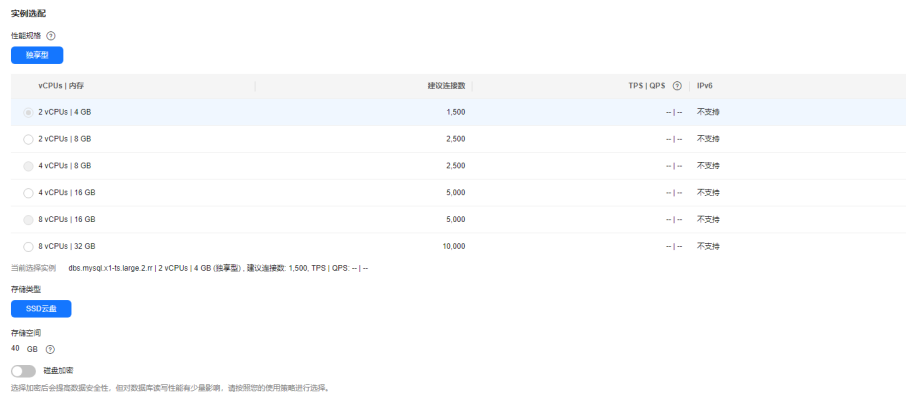 实例选配
性能规格 ?
独享型
vCPUs | 内存 建议连接数 TPS | QPS ? IPv6
2 vCPUs | 4 GB 1,500 -- | -- 不支持
2 vCPUs | 8 GB 2,500 -- | -- 不支持
4 vCPUs | 8 GB 2,500 -- | -- 不支持
4 vCPUs | 16 GB 5,000 -- | -- 不支持
8 vCPUs | 16 GB 5,000 -- | -- 不支持
8 vCPUs | 32 GB 10,000 -- | -- 不支持
当前选择实例 dbs.mysql.x1-ts.large.2.rr | 2 vCPUs | 4 GB (独享型) , 建议连接数: 1,500, TPS | QPS: -- | --
存储类型
SSD云盘
存储空间
40 GB ?
磁盘加密
选择加密后会提高数据安全性，但对数据库读写性能有少量影响，请按照您的使用策略进行选择。